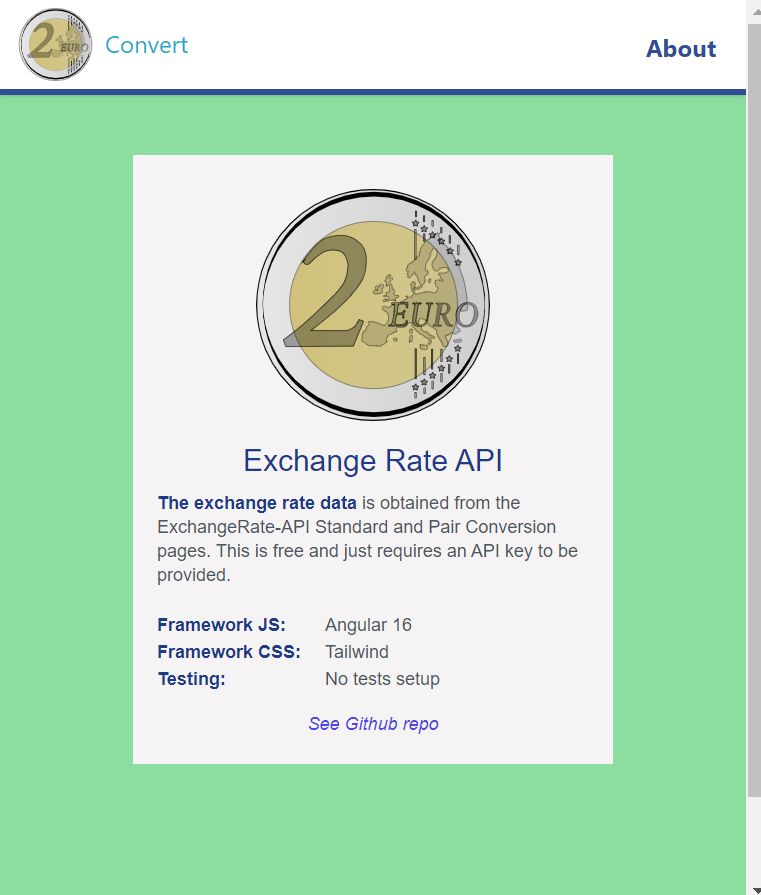 2 EURO Convert About
2
EURO
Exchange Rate API
The exchange rate data is obtained from the
ExchangeRate-API Standard and Pair Conversion
pages. This is free and just requires an API key to be
provided.
Framework JS: Angular 16
Framework CSS: Tailwind
Testing: No tests setup
See Github repo